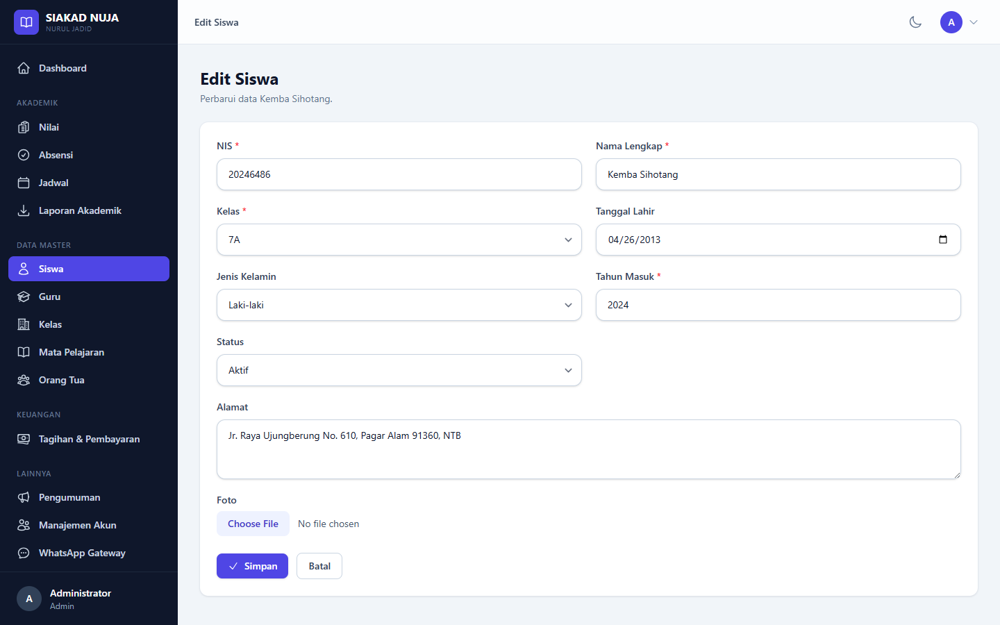 SIAKAD NUJA
NURUL JADID
Dashboard
AKADEMIK
Nilai
Absensi
Jadwal
Laporan Akademik
DATA MASTER
Siswa
Guru
Kelas
Mata Pelajaran
Orang Tua
KEUANGAN
Tagihan & Pembayaran
LAINNYA
Pengumuman
Manajemen Akun
WhatsApp Gateway
A
Administrator
Admin
Edit Siswa
A
Edit Siswa
Perbarui data Kemba Sihotang.
NIS *
20246486
Nama Lengkap *
Kemba Sihotang
Kelas *
7A
Tanggal Lahir
04/26/2013
Jenis Kelamin
Laki-laki
Tahun Masuk *
2024
Status
Aktif
Alamat
Jr. Raya Ujungberung No. 610, Pagar Alam 91360, NTB
Foto
Choose File No file chosen
Simpan
Batal